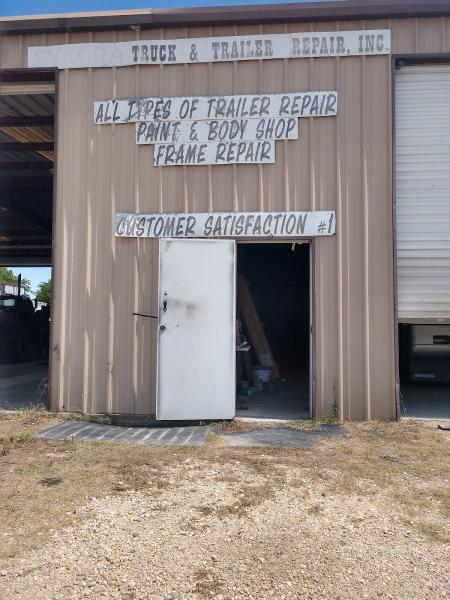 TRUCK & TRAILER REPAIR, INC.
ALL TYPES OF TRAILER REPAIR
PAINT & BODY SHOP
FRAME REPAIR
CUSTOMER SATISFACTION #1